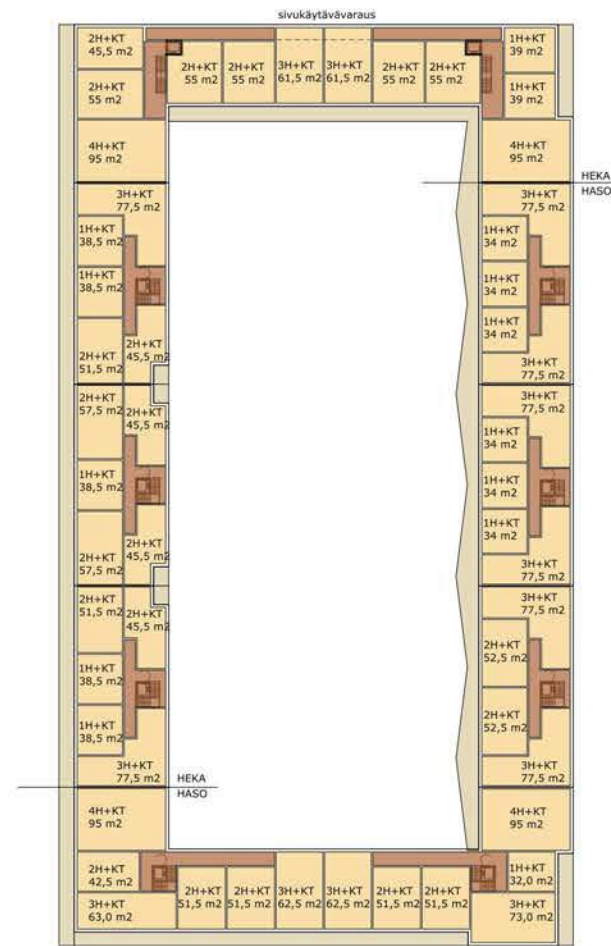 sivukäytävävaraus
2H+KT
45,5 m2
2H+KT
55 m2
2H+KT
55 m2
2H+KT
55 m2
3H+KT
61,5 m2
3H+KT
61,5 m2
2H+KT
55 m2
2H+KT
55 m2
1H+KT
39 m2
1H+KT
39 m2
4H+KT
95 m2
4H+KT
95 m2
HEKA
HASO
3H+KT
77,5 m2
1H+KT
38,5 m2
1H+KT
38,5 m2
2H+KT
51,5 m2
2H+KT
45,5 m2
2H+KT
57,5 m2
2H+KT
45,5 m2
1H+KT
38,5 m2
2H+KT
57,5 m2
2H+KT
45,5 m2
2H+KT
51,5 m2
2H+KT
45,5 m2
1H+KT
38,5 m2
1H+KT
38,5 m2
3H+KT
77,5 m2
HEKA
HASO
4H+KT
95 m2
3H+KT
77,5 m2
1H+KT
34 m2
1H+KT
34 m2
1H+KT
34 m2
3H+KT
77,5 m2
3H+KT
77,5 m2
1H+KT
34 m2
1H+KT
34 m2
1H+KT
34 m2
3H+KT
77,5 m2
3H+KT
77,5 m2
2H+KT
52,5 m2
2H+KT
52,5 m2
3H+KT
77,5 m2
4H+KT
95 m2
2H+KT
42,5 m2
3H+KT
63,0 m2
2H+KT
51,5 m2
2H+KT
51,5 m2
3H+KT
62,5 m2
3H+KT
62,5 m2
2H+KT
51,5 m2
2H+KT
51,5 m2
1H+KT
32,0 m2
3H+KT
73,0 m2